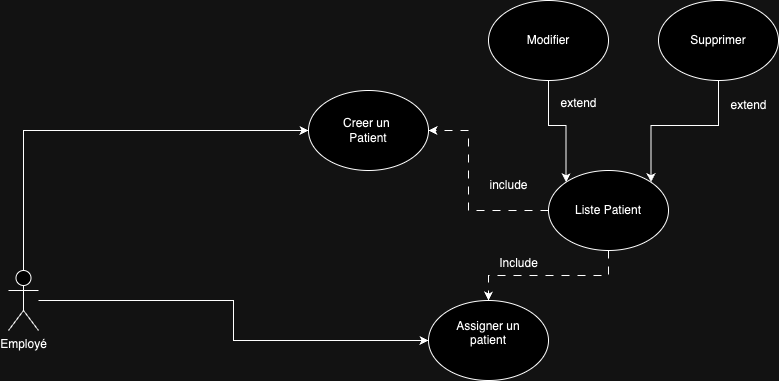 Modifier
Supprimer
extend
extend
Creer un
Patient
include
Liste Patient
Include
Assigner un
patient
Employé